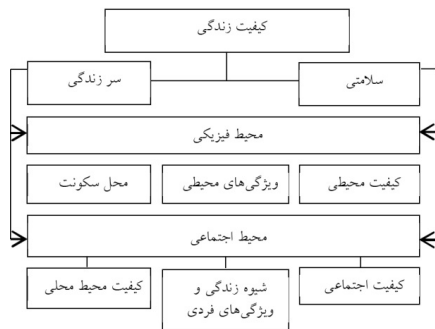 کیفیت زندگی
سلامتی
سر زندگی
محیط فیزیکی
کیفیت محیطی
ویژگی‌های محیطی
محل سکونت
محیط اجتماعی
کیفیت اجتماعی
شیوه زندگی و
ویژگی‌های فردی
کیفیت محیط محلی